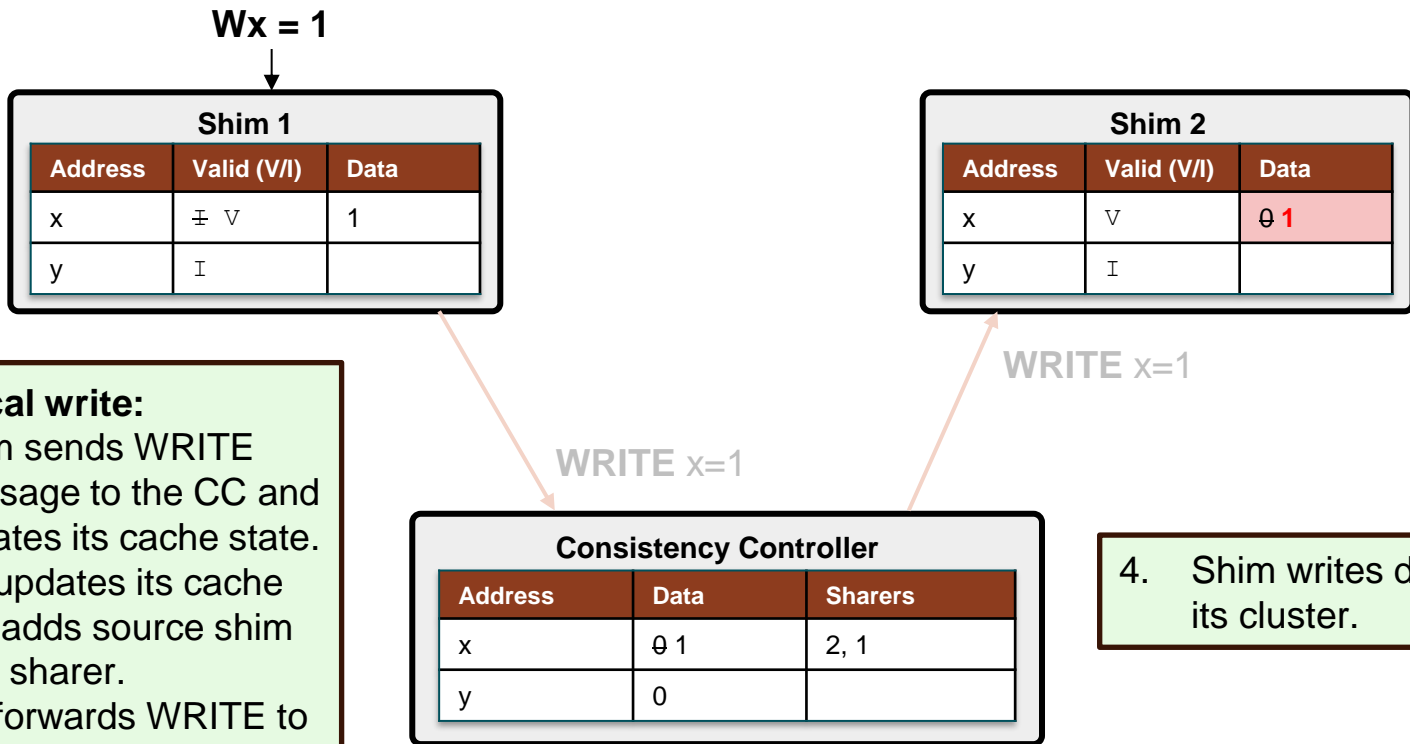 Wx = 1
Shim 1
Address Valid (V/I) Data
x I V 1
y I
Shim 2
Address Valid (V/I) Data
x V 0 1
y I
WRITE x=1
WRITE x=1
cal write:
m sends WRITE
sage to the CC and
ates its cache state.
updates its cache
adds source shim
sharer.
forwards WRITE to
Consistency Controller
Address Data Sharers
x 0 1 2, 1
y 0
4. Shim writes d
its cluster.